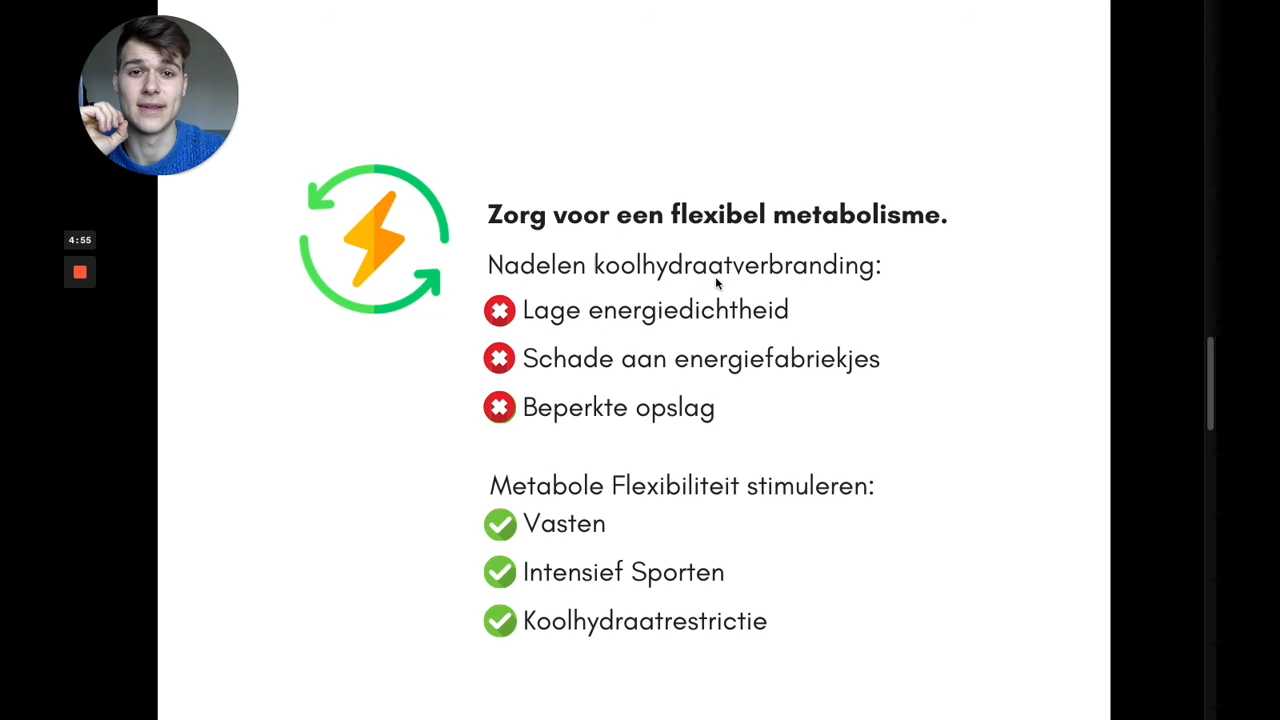 4:55
Zorg voor een flexibel metabolisme.
Nadelen koolhydraatverbranding:
Lage energiedichtheid
Schade aan energiefabriekjes
Beperkte opslag
Metabole Flexibiliteit stimuleren:
Vasten
Intensief Sporten
Koolhydraatrestrictie